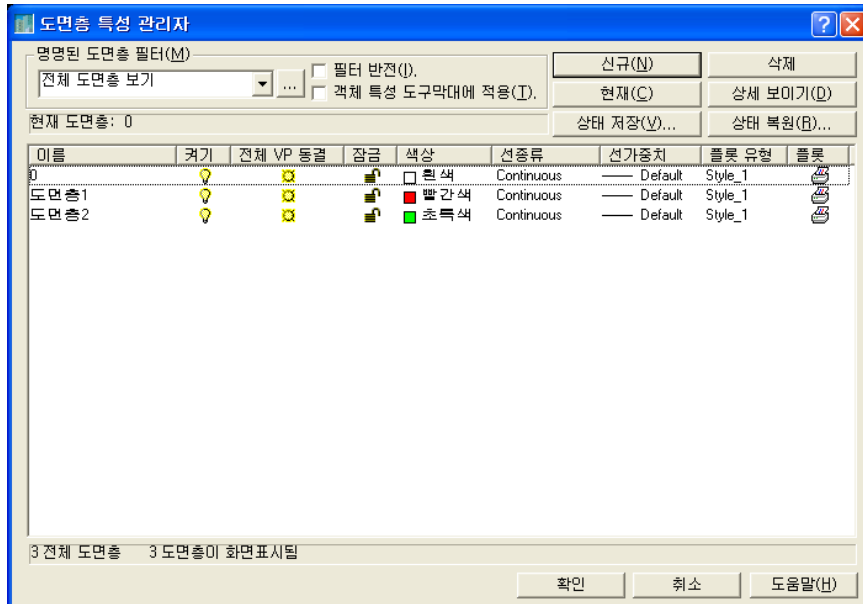 도면층 특성 관리자
명명된 도면층 필터(M)
전체 도면층 보기
...
필터 반전(I).
객체 특성 도구막대에 적용(T).
신규(N)
삭제
현재(C)
상세 보이기(D)
현재 도면층: 0
상태 저장(V)...
상태 복원(R)...
이름 켜기 전체 VP 동결 잠금 색상 선종류 선가중치 플롯 유형 플롯
0 흰색 Continuous Default Style_1
도면층1 빨간색 Continuous Default Style_1
도면층2 초록색 Continuous Default Style_1
3 전체 도면층 3 도면층이 화면표시됨
확인 취소 도움말(H)